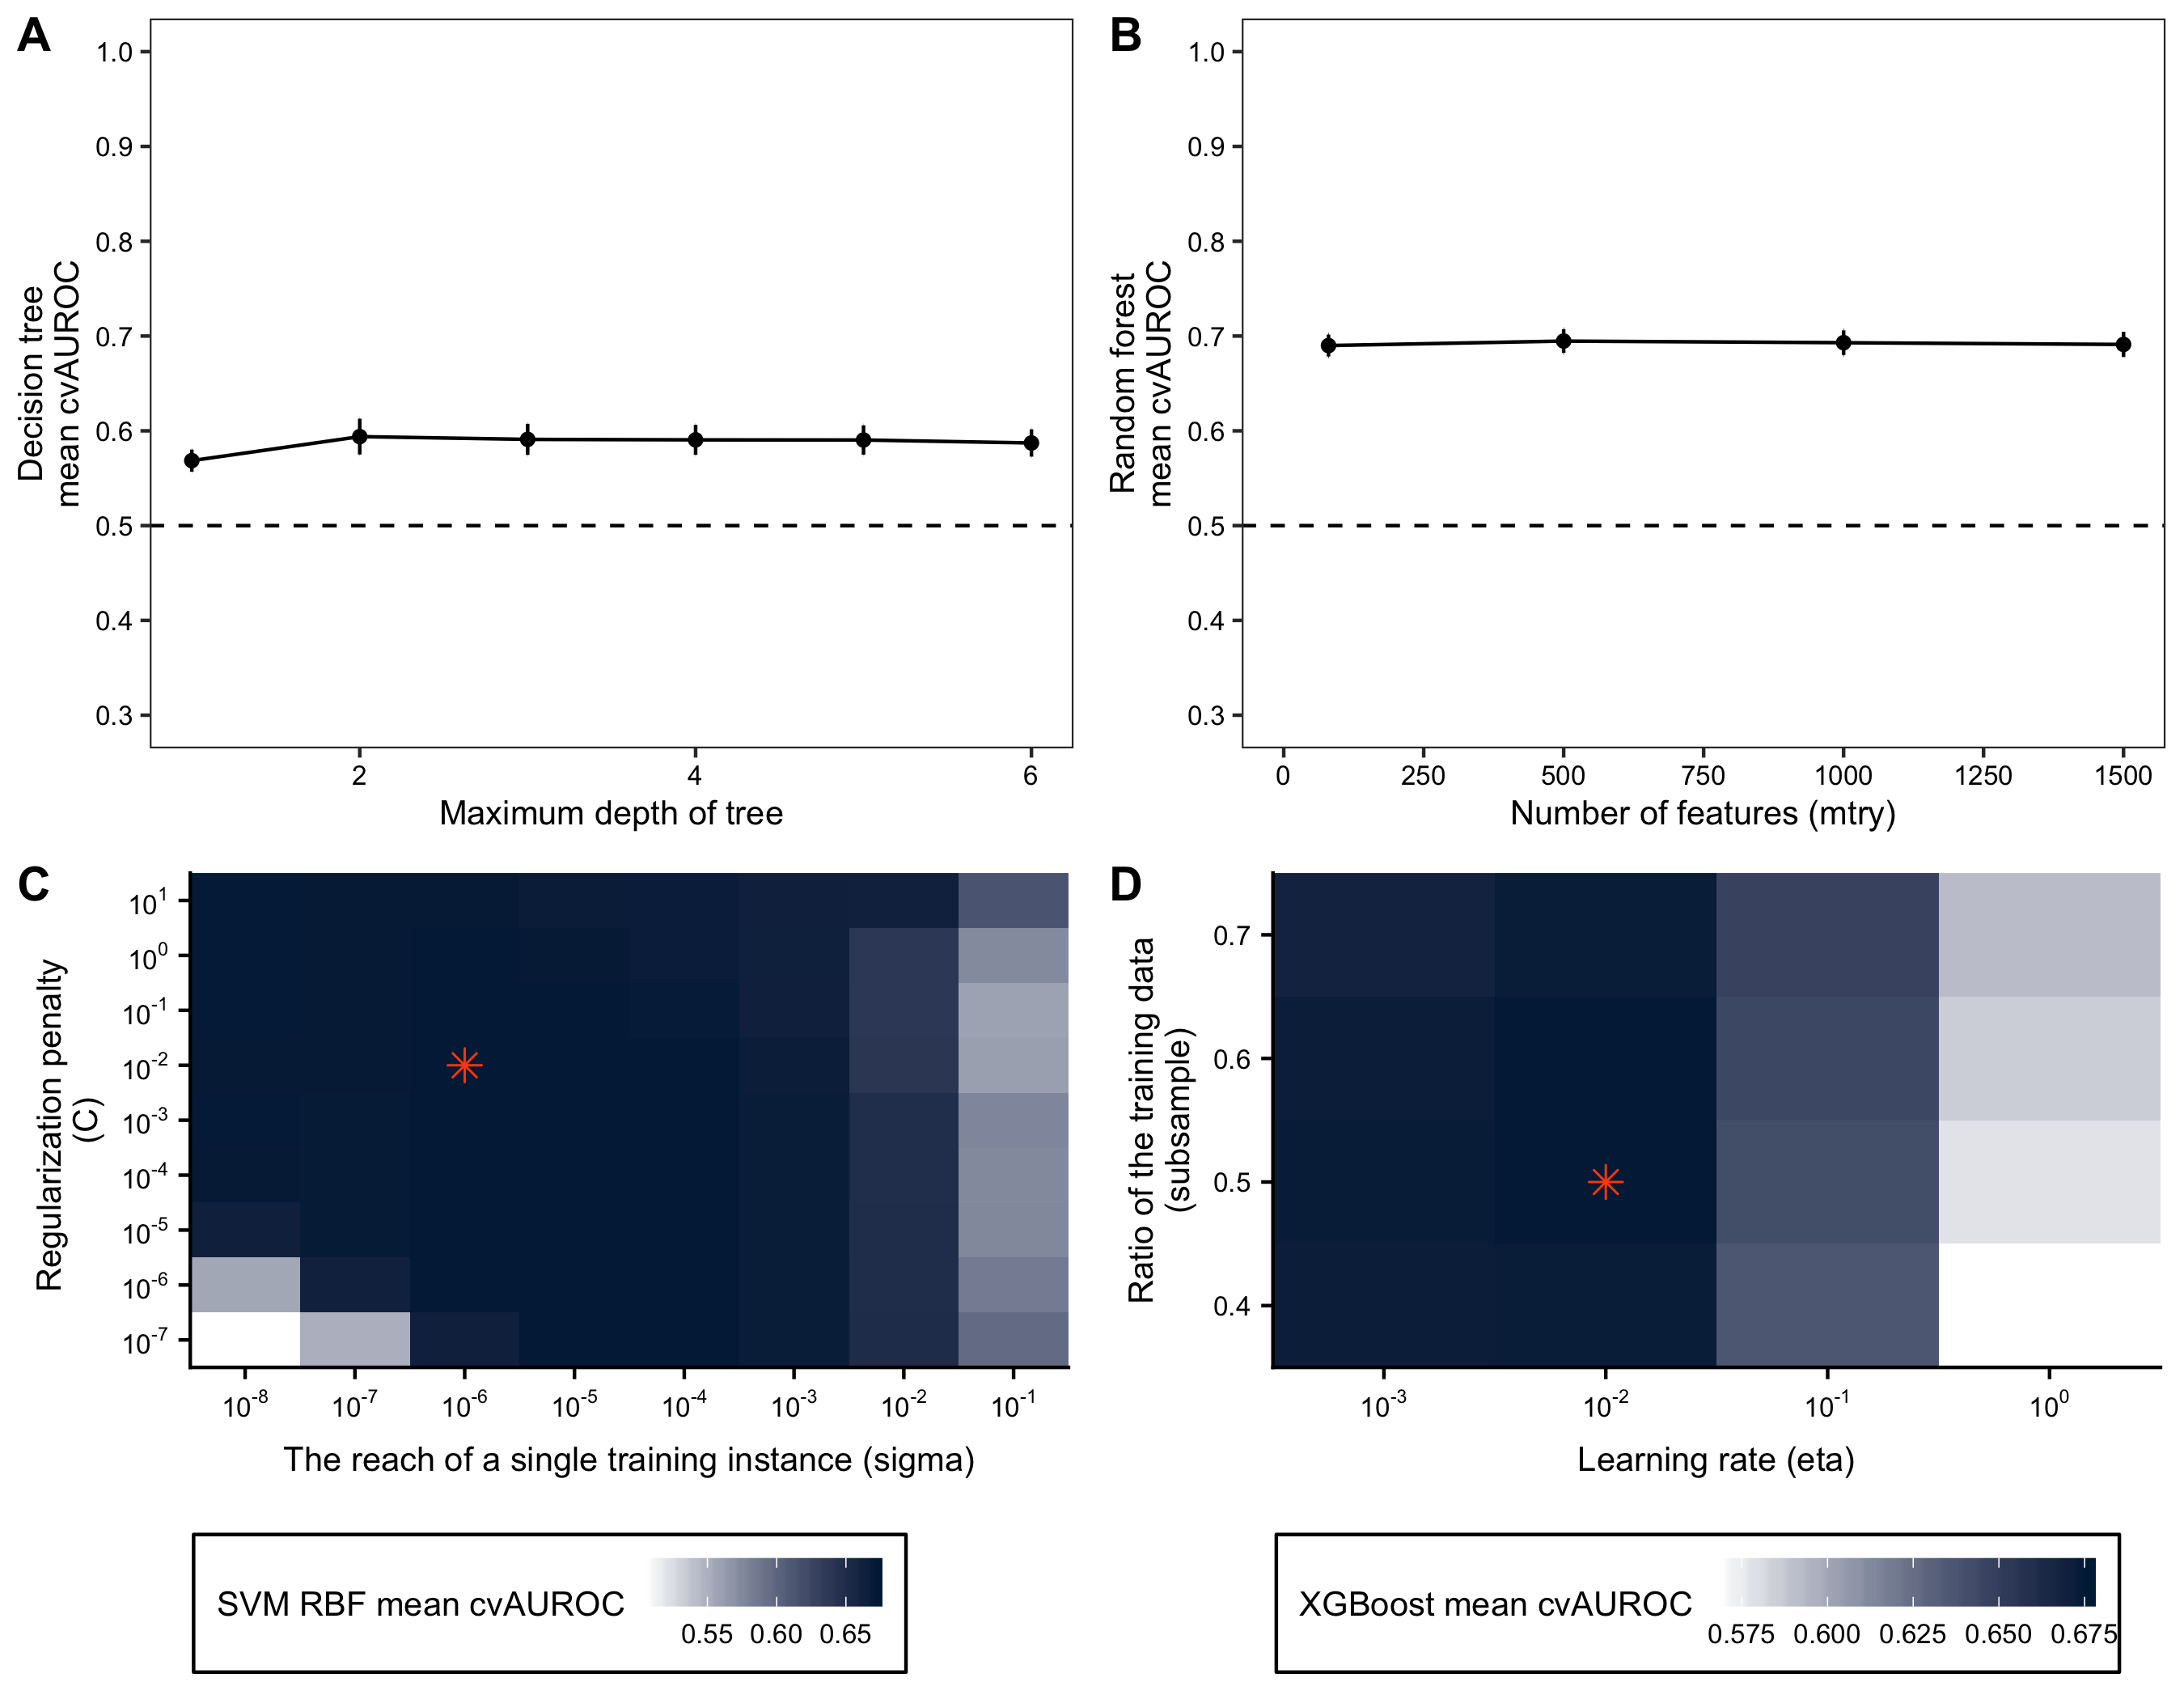 A
Decision tree
mean cvAUROC
1.0
0.9
0.8
0.7
0.6
0.5
0.4
0.3
2 4 6
Maximum depth of tree
B
Random forest
mean cvAUROC
1.0
0.9
0.8
0.7
0.6
0.5
0.4
0.3
0 250 500 750 1000 1250 1500
Number of features (mtry)
C
Regularization penalty
(C)
10^1
10^0
10^-1
10^-2
10^-3
10^-4
10^-5
10^-6
10^-7
10^-8 10^-7 10^-6 10^-5 10^-4 10^-3 10^-2 10^-1
The reach of a single training instance (sigma)
SVM RBF mean cvAUROC
0.55 0.60 0.65
D
Ratio of the training data
(subsample)
0.7
0.6
0.5
0.4
10^-3 10^-2 10^-1 10^0
Learning rate (eta)
XGBoost mean cvAUROC
0.575 0.600 0.625 0.650 0.675